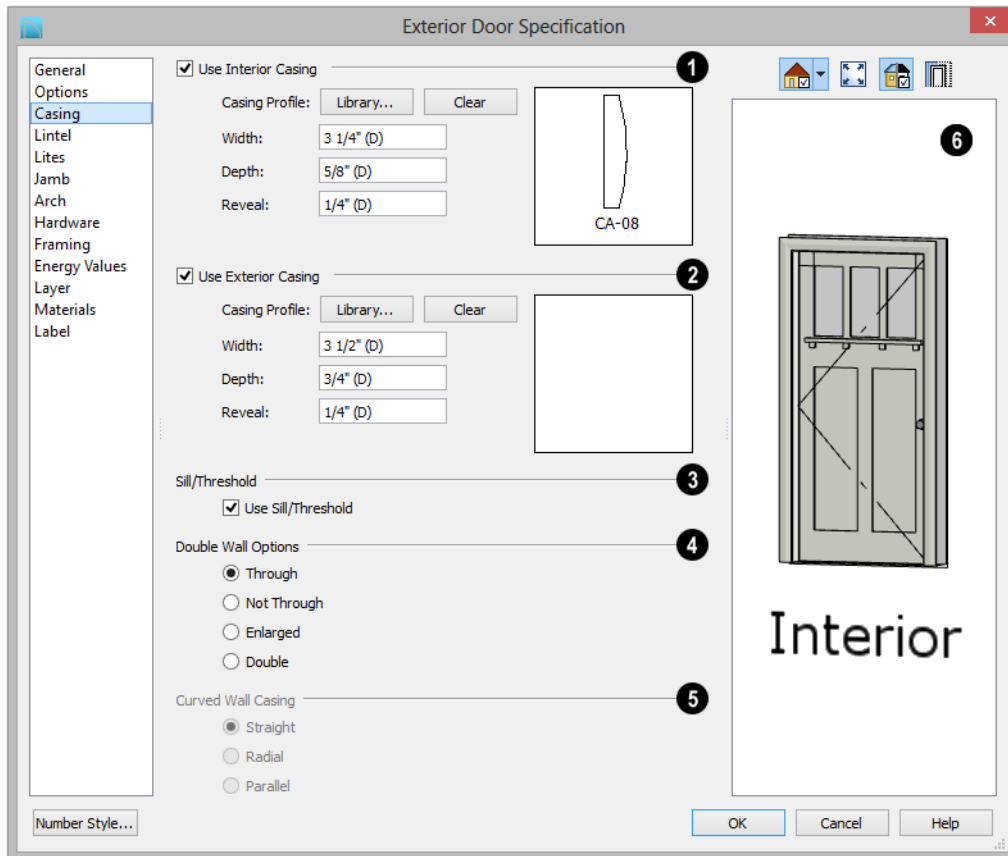 Exterior Door Specification
General
Options
Casing
Lintel
Lites
Jamb
Arch
Hardware
Framing
Energy Values
Layer
Materials
Label
Use Interior Casing 1
Casing Profile: Library... Clear
Width: 3 1/4" (D)
Depth: 5/8" (D)
Reveal: 1/4" (D)
CA-08
Use Exterior Casing 2
Casing Profile: Library... Clear
Width: 3 1/2" (D)
Depth: 3/4" (D)
Reveal: 1/4" (D)
Sill/Threshold 3
Use Sill/Threshold
Double Wall Options 4
Through
Not Through
Enlarged
Double
Curved Wall Casing 5
Straight
Radial
Parallel
6
Interior
Number Style... OK Cancel Help